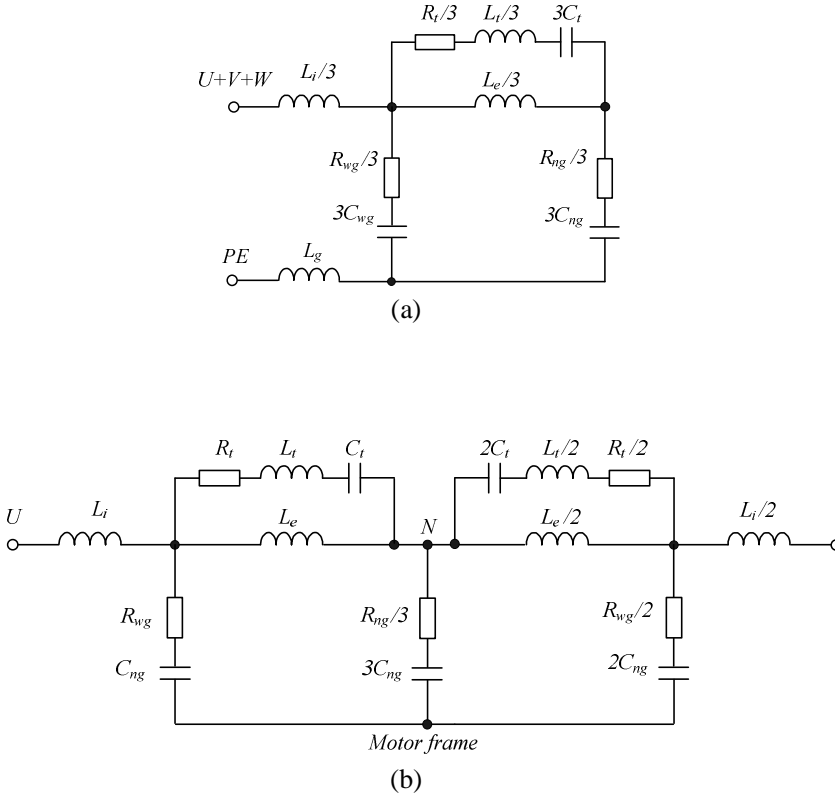 R_t/3 L_t/3 3C_t
U+V+W L_i/3 L_e/3
R_wg/3 R_ng/3
3C_wg 3C_ng
PE L_g
(a)
R_t L_t C_t 2C_t L_t/2 R_t/2
U L_i L_e N L_e/2 L_i/2
R_wg R_ng/3 R_wg/2
C_ng 3C_ng 2C_ng
Motor frame
(b)